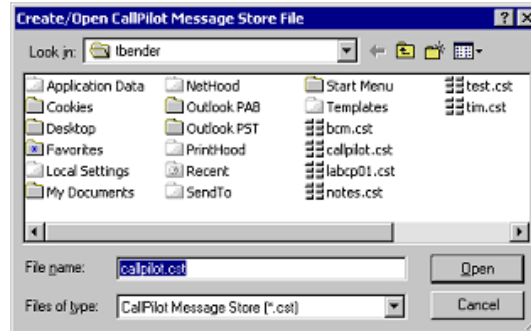 Create/Open CallPilot Message Store File
Look in: tbender
Application Data NetHood Start Menu test.cst
Cookies Outlook PAB Templates tim.cst
Desktop Outlook PST bcm.cst
Favorites PrintHood callpilot.cst
Local Settings Recent labcp01.cst
My Documents SendTo notes.cst
File name: callpilot.cst Open
Files of type: CallPilot Message Store (*.cst) Cancel